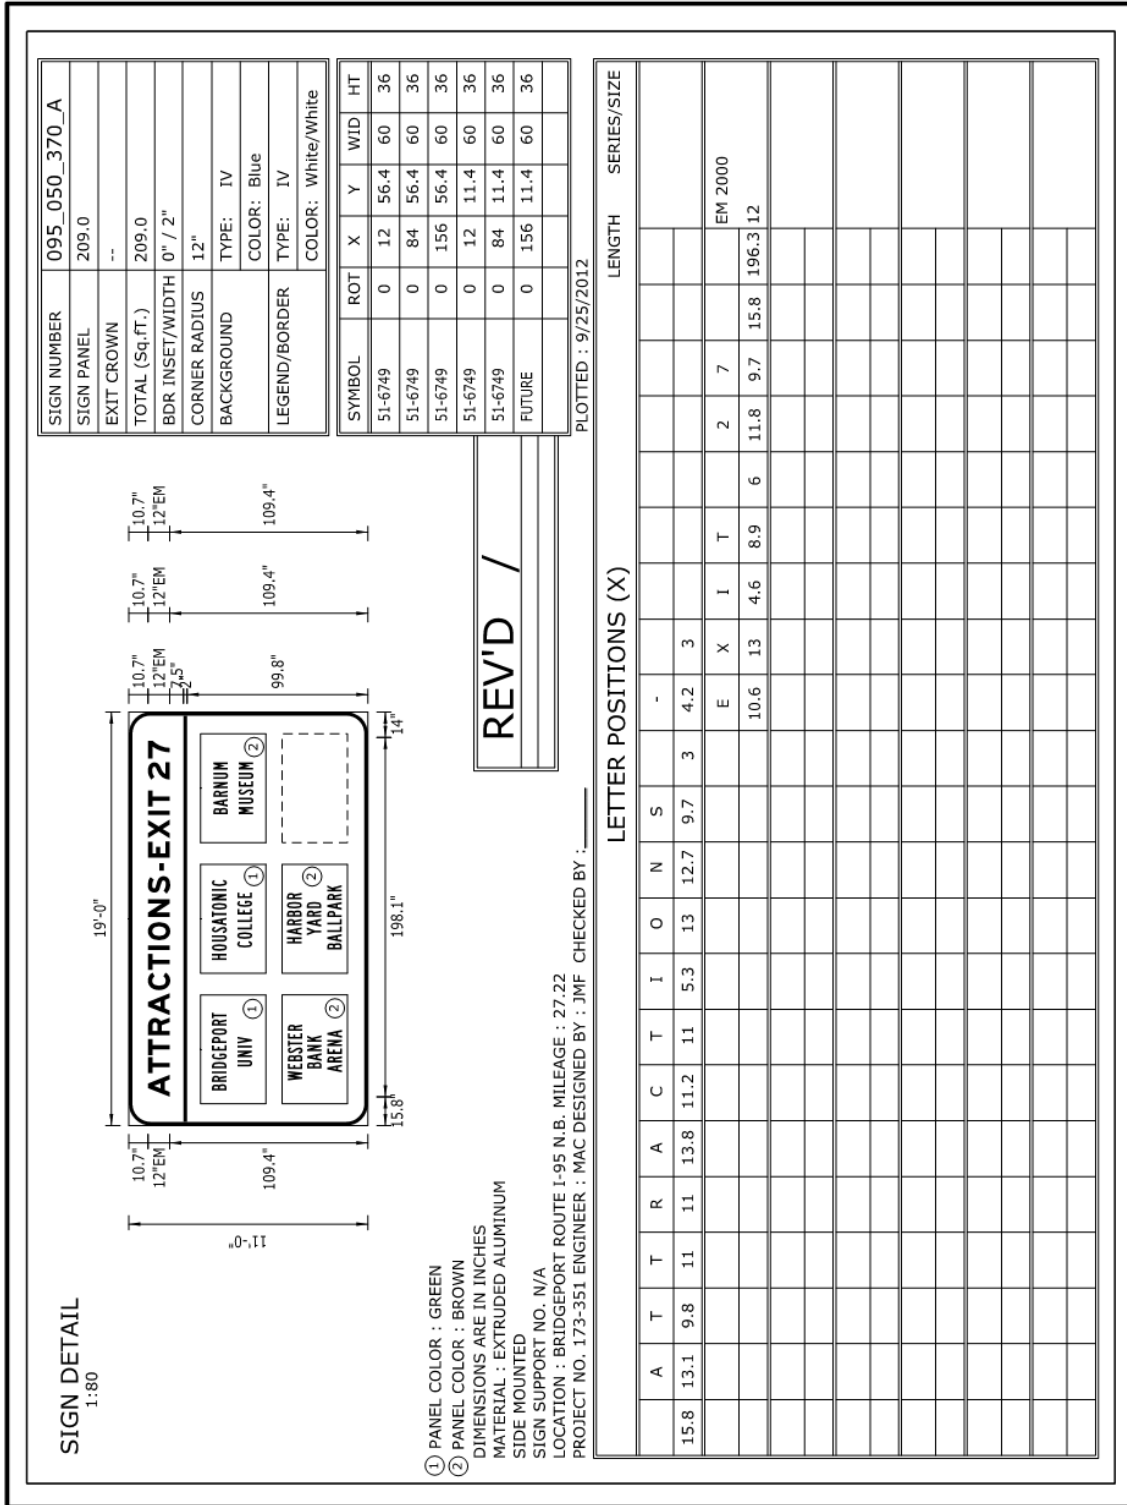 SIGN DETAIL
1:80
19'-0"
11'-0"
10.7"
12"EM
109.4"
ATTRACTIONS-EXIT 27
BRIDGEPORT
UNIV ①
HOUSATONIC
COLLEGE ①
BARNUM
MUSEUM ②
WEBSTER
BANK
ARENA ②
HARBOR
YARD ②
BALLPARK
10.7"
12"EM
7.5"
2"
99.8"
10.7"
12"EM
109.4"
10.7"
12"EM
109.4"
15.8"
198.1"
14"
SIGN NUMBER 095_050_370_A
SIGN PANEL 209.0
EXIT CROWN --
TOTAL (Sq.fT.) 209.0
BDR INSET/WIDTH 0" / 2"
CORNER RADIUS 12"
BACKGROUND TYPE: IV
COLOR: Blue
LEGEND/BORDER TYPE: IV
COLOR: White/White
SYMBOL ROT X Y WID HT
51-6749 0 12 56.4 60 36
51-6749 0 84 56.4 60 36
51-6749 0 156 56.4 60 36
51-6749 0 12 11.4 60 36
51-6749 0 84 11.4 60 36
FUTURE 0 156 11.4 60 36
① PANEL COLOR : GREEN
② PANEL COLOR : BROWN
DIMENSIONS ARE IN INCHES
MATERIAL : EXTRUDED ALUMINUM
SIDE MOUNTED
SIGN SUPPORT NO. N/A
LOCATION : BRIDGEPORT ROUTE I-95 N.B. MILEAGE : 27.22
PROJECT NO. 173-351 ENGINEER : MAC DESIGNED BY : JMF CHECKED BY :
REV'D /
PLOTTED : 9/25/2012
LETTER POSITIONS (X) LENGTH SERIES/SIZE
A T T R A C T I O N S -
15.8 13.1 9.8 11 11 13.8 11.2 11 5.3 13 12.7 9.7 3 4.2 3
E X I T 2 7 EM 2000
10.6 13 4.6 8.9 6 11.8 9.7 15.8 196.3 12